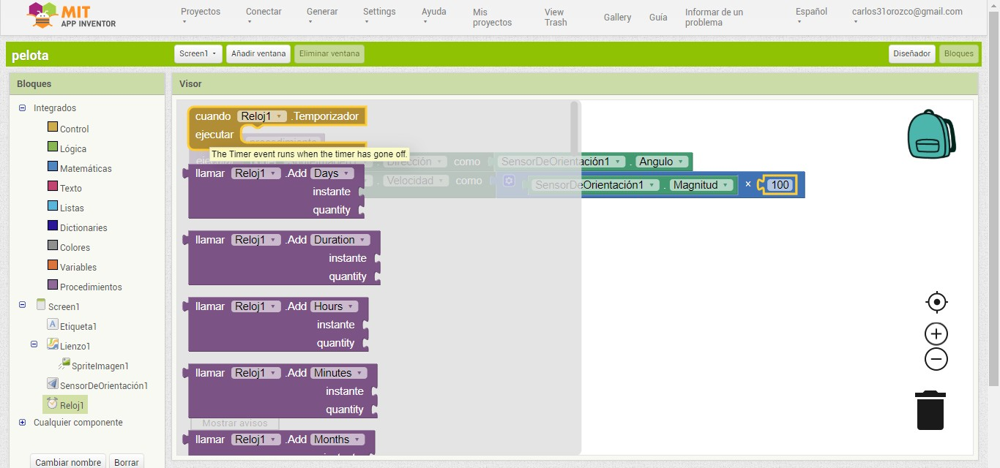 MIT
APP INVENTOR
Proyectos
Conectar
Generar
Settings
Ayuda
Mis proyectos
View Trash
Gallery
Guía
Informar de un problema
Español
carlos31orozco@gmail.com
pelota
Screen1
Añadir ventana
Eliminar ventana
Diseñador
Bloques
Bloques
Integrados
Control
Lógica
Matemáticas
Texto
Listas
Dictionaries
Colores
Variables
Procedimientos
Screen1
Etiqueta1
Lienzo1
SpriteImagen1
SensorDeOrientación1
Reloj1
Cualquier componente
Cambiar nombre
Borrar
Visor
cuando Reloj1 .Temporizador
ejecutar
procedimiento
The Timer event runs when the timer has gone off.
ejecutar
Dirección como SensorDeOrientación1 . Angulo
. Velocidad como SensorDeOrientación1 . Magnitud × 100
llamar Reloj1 .Add Days
instante
quantity
llamar Reloj1 .Add Duration
instante
quantity
llamar Reloj1 .Add Hours
instante
quantity
llamar Reloj1 .Add Minutes
instante
quantity
Mostrar avisos
llamar Reloj1 .Add Months